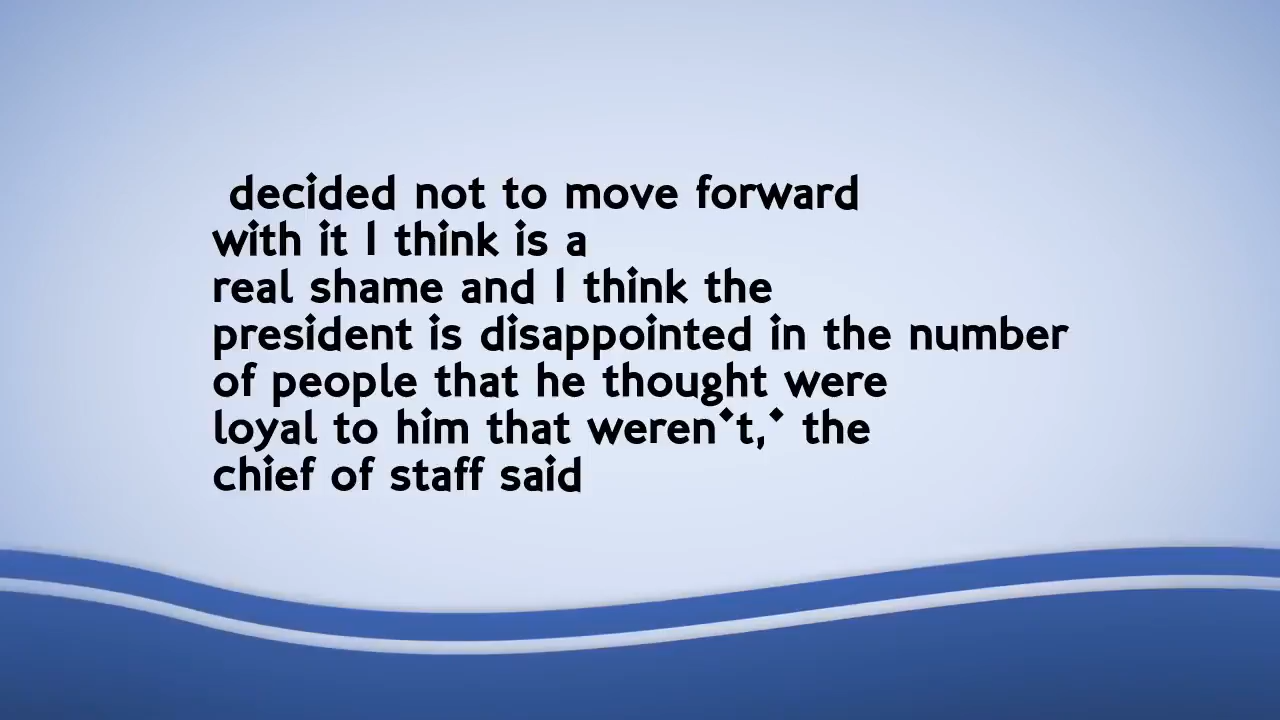 decided not to move forward
with it I think is a
real shame and I think the
president is disappointed in the number
of people that he thought were
loyal to him that weren't,' the
chief of staff said